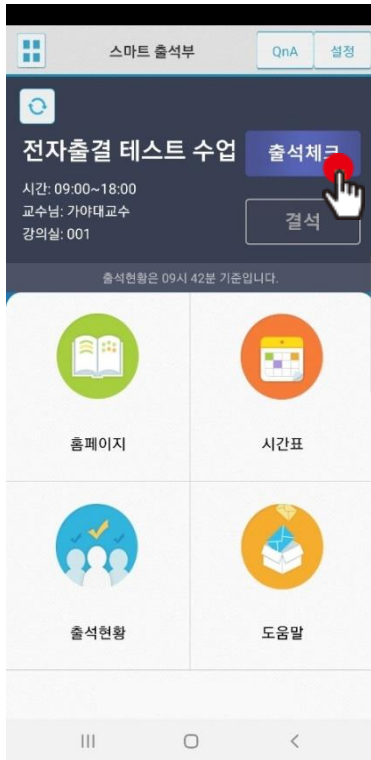 스마트 출석부
QnA
설정
전자출결 테스트 수업
출석체크
시간: 09:00~18:00
교수님: 가야대교수
강의실: 001
결석
출석현황은 09시 42분 기준입니다.
홈페이지
시간표
출석현황
도움말